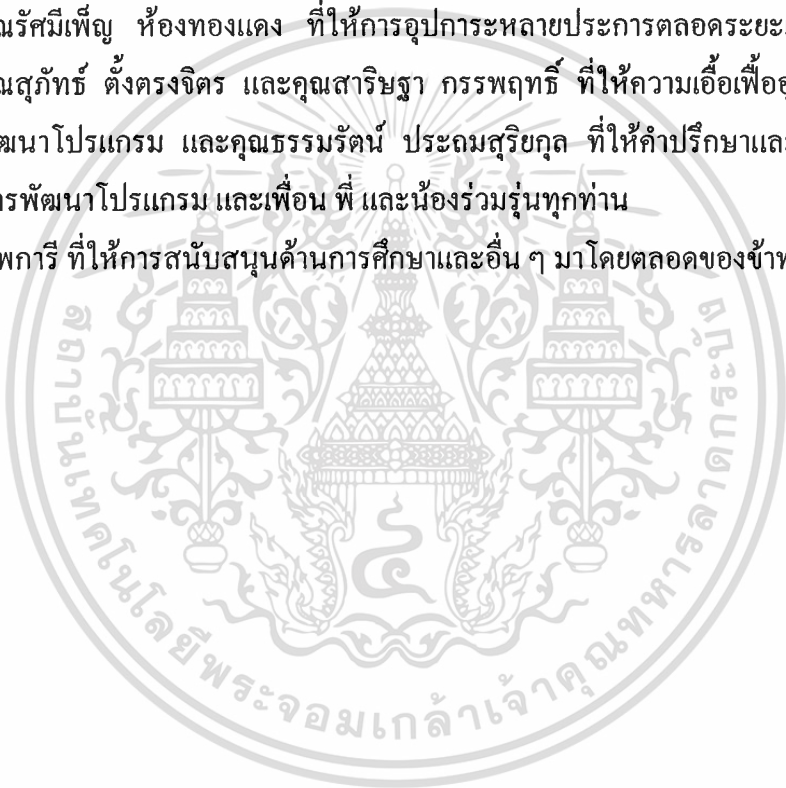 ณรัศมีเพ็ญ ห้องทองแดง ที่ให้การอุปการะหลายประการตลอดระยะ
ณสุภัทธ์ ตั้งตรงจิตร และคุณสาริษฐา กรรพฤทธิ์ ที่ให้ความเอื้อเฟื้อ
ฒนาโปรแกรม และคุณธรรมรัตน์ ประถมสุริยกุล ที่ให้คำปรึกษาและ
ารพัฒนาโปรแกรม และเพื่อน พี่ และน้องร่วมรุ่นทุกท่าน
พการี ที่ให้การสนับสนุนด้านการศึกษาและอื่น ๆ มาโดยตลอดของข้าพ
สถาบันเทคโนโลยีพระจอมเกล้าเจ้าคุณทหารลาดกระบัง